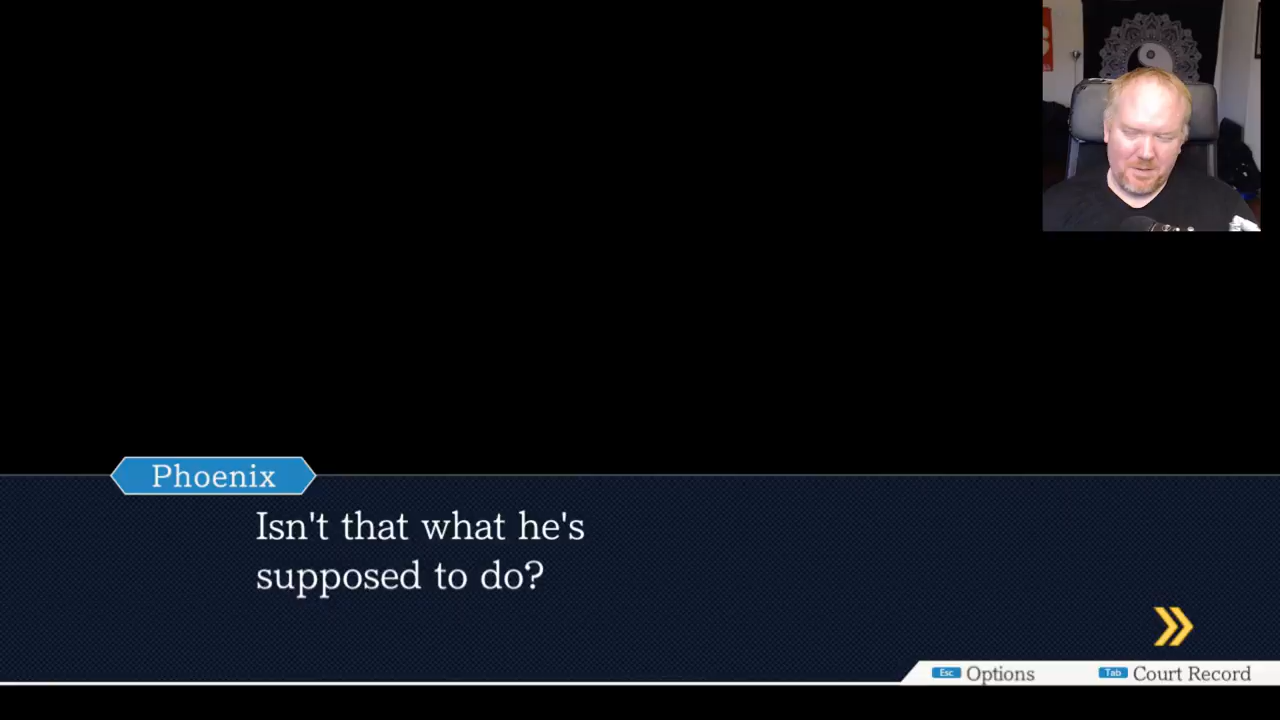 Phoenix
Isn't that what he's
supposed to do?
Esc Options Tab Court Record